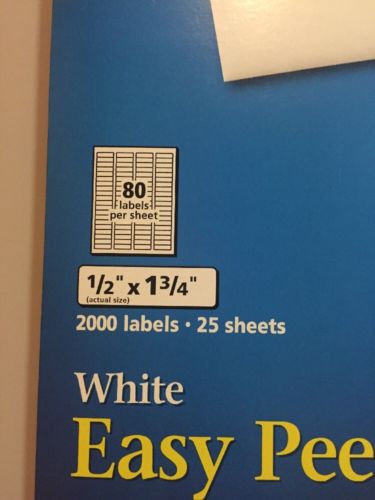 80
labels
per sheet
1/2" x 1 3/4"
(actual size)
2000 labels • 25 sheets
White
Easy Pee